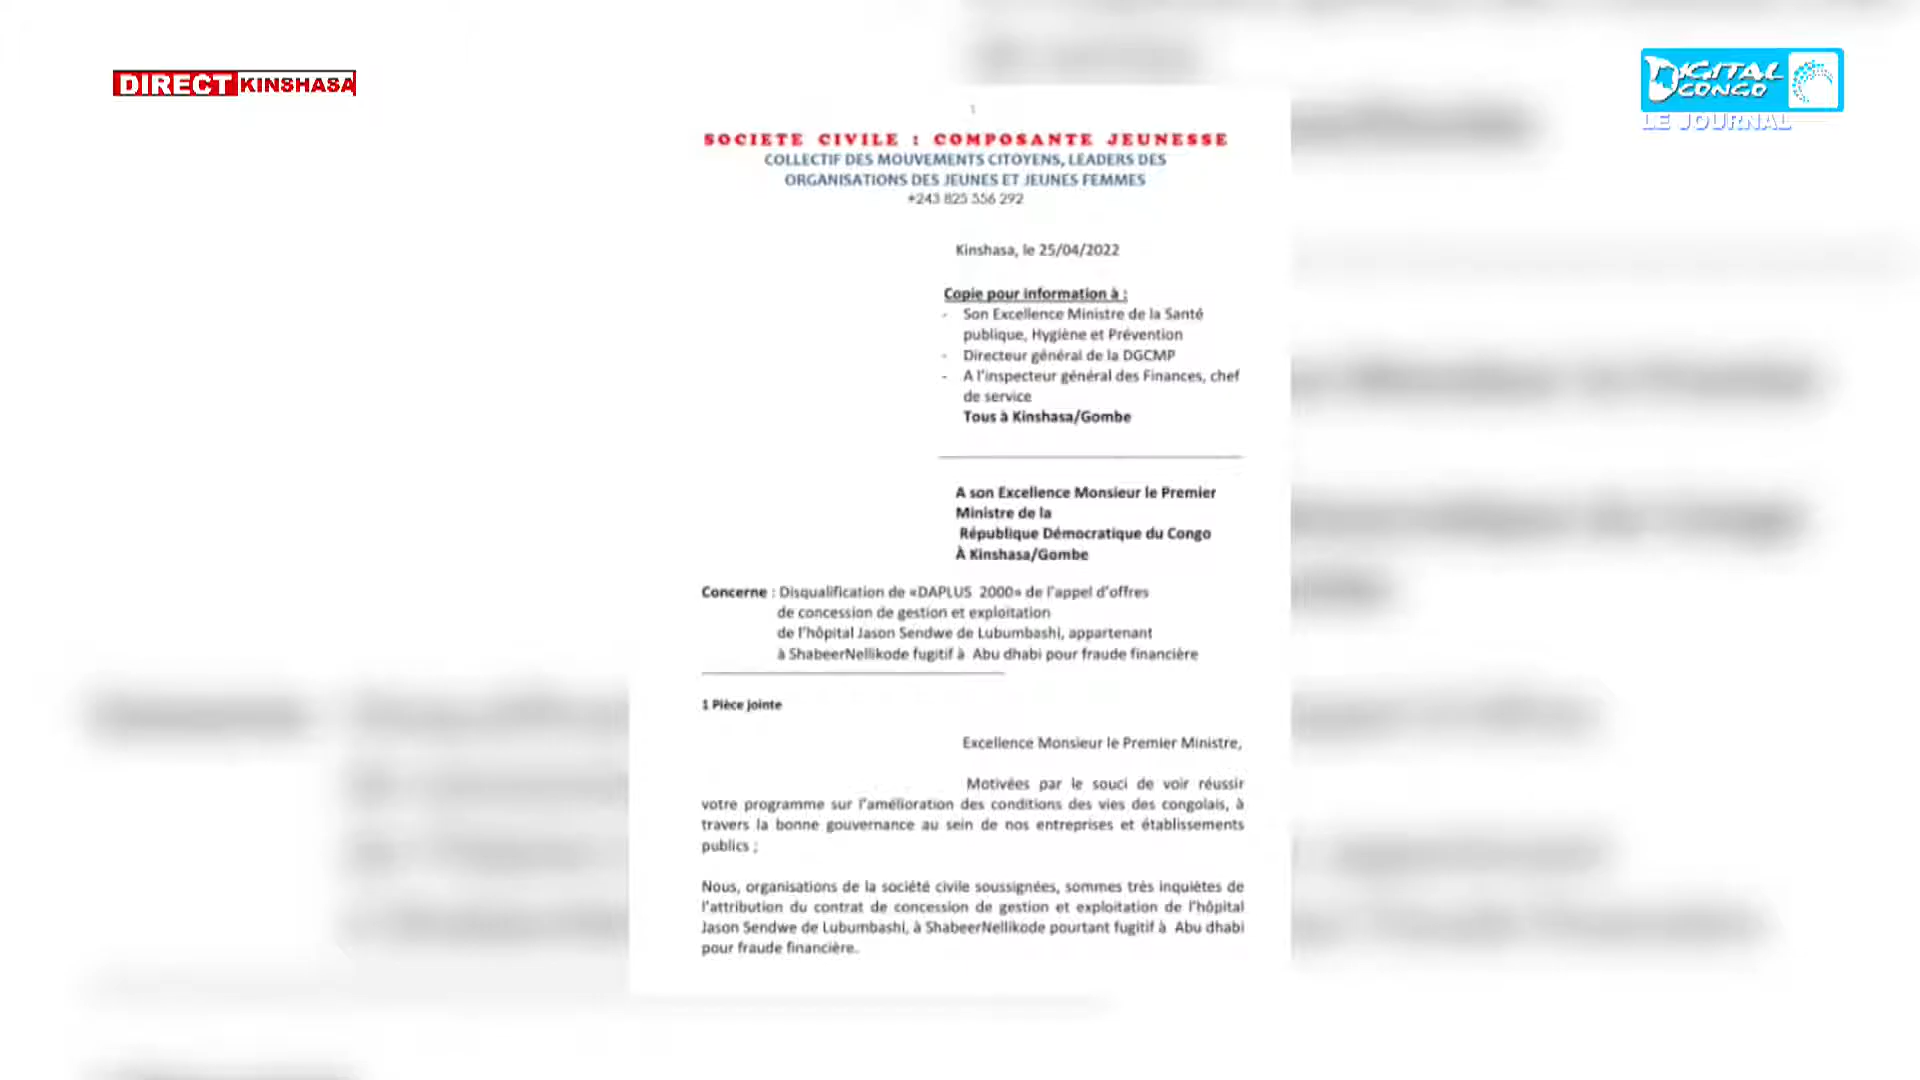 DIRECT KINSHASA
DIGITAL CONGO
LE JOURNAL
1
SOCIETE CIVILE : COMPOSANTE JEUNESSE
COLLECTIF DES MOUVEMENTS CITOYENS, LEADERS DES
ORGANISATIONS DES JEUNES ET JEUNES FEMMES
+243 825 556 292
Kinshasa, le 25/04/2022
Copie pour information à :
- Son Excellence Ministre de la Santé
publique, Hygiène et Prévention
- Directeur général de la DGCMP
- A l'inspecteur général des Finances, chef
de service
Tous à Kinshasa/Gombe
A son Excellence Monsieur le Premier
Ministre de la
République Démocratique du Congo
À Kinshasa/Gombe
Concerne : Disqualification de «DAPLUS 2000» de l'appel d'offres
de concession de gestion et exploitation
de l'hôpital Jason Sendwe de Lubumbashi, appartenant
à ShabeerNellikode fugitif à Abu dhabi pour fraude financière
1 Pièce jointe
Excellence Monsieur le Premier Ministre,
Motivées par le souci de voir réussir
votre programme sur l'amélioration des conditions des vies des congolais, à
travers la bonne gouvernance au sein de nos entreprises et établissements
publics ;
Nous, organisations de la société civile soussignées, sommes très inquiètes de
l'attribution du contrat de concession de gestion et exploitation de l'hôpital
Jason Sendwe de Lubumbashi, à ShabeerNellikode pourtant fugitif à Abu dhabi
pour fraude financière.